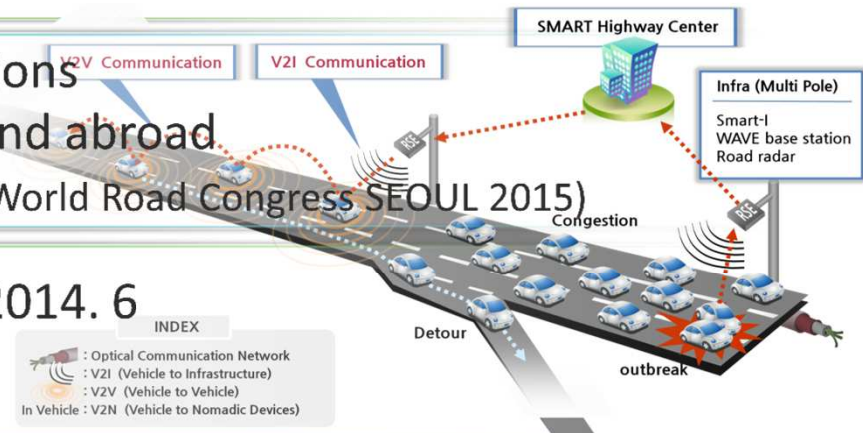 SMART Highway Center
V2V Communication
V2I Communication
ons
nd abroad
World Road Congress SEOUL 2015)
2014. 6
Infra (Multi Pole)
Smart-I
WAVE base station
Road radar
RSE
RSE
Congestion
Detour
outbreak
INDEX
: Optical Communication Network
: V2I (Vehicle to Infrastructure)
: V2V (Vehicle to Vehicle)
In Vehicle : V2N (Vehicle to Nomadic Devices)